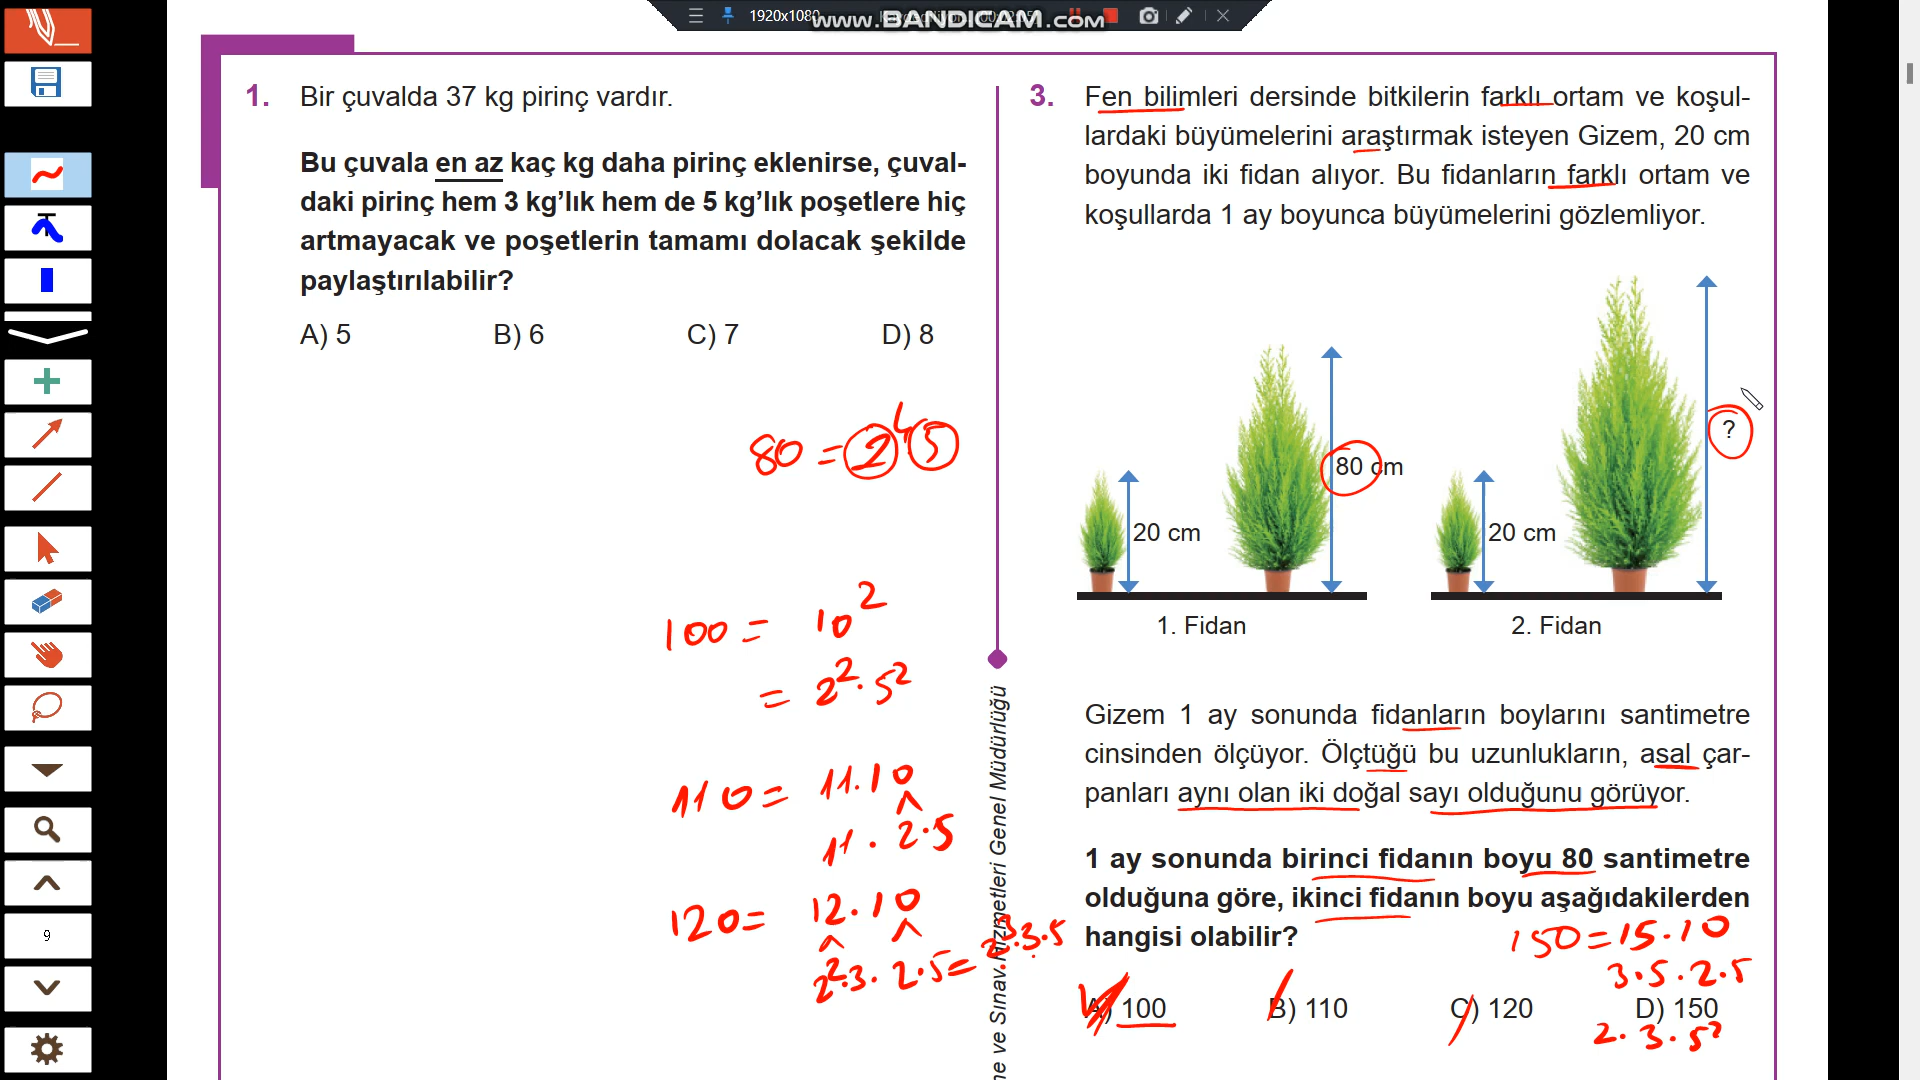 1920x1080
www.BANDICAM.com
1. Bir çuvalda 37 kg pirinç vardır.
Bu çuvala en az kaç kg daha pirinç eklenirse, çuval-
daki pirinç hem 3 kg'lık hem de 5 kg'lık poşetlere hiç
artmayacak ve poşetlerin tamamı dolacak şekilde
paylaştırılabilir?
A) 5 B) 6 C) 7 D) 8
80 = 2⁴ 5
100 = 10²
= 2² · 5²
110 = 11 · 10
11 · 2 · 5
120 = 12 · 10
2² · 3 · 2 · 5 = 2³ · 3 · 5
me ve Sınav Hizmetleri Genel Müdürlüğü
3. Fen bilimleri dersinde bitkilerin farklı ortam ve koşul-
lardaki büyümelerini araştırmak isteyen Gizem, 20 cm
boyunda iki fidan alıyor. Bu fidanların farklı ortam ve
koşullarda 1 ay boyunca büyümelerini gözlemliyor.
20 cm
80 cm
20 cm
?
1. Fidan
2. Fidan
Gizem 1 ay sonunda fidanların boylarını santimetre
cinsinden ölçüyor. Ölçtüğü bu uzunlukların, asal çar-
panları aynı olan iki doğal sayı olduğunu görüyor.
1 ay sonunda birinci fidanın boyu 80 santimetre
olduğuna göre, ikinci fidanın boyu aşağıdakilerden
hangisi olabilir?
150 = 15 · 10
3 · 5 · 2 · 5
A) 100 B) 110 C) 120 D) 150
2 · 3 · 5²
9